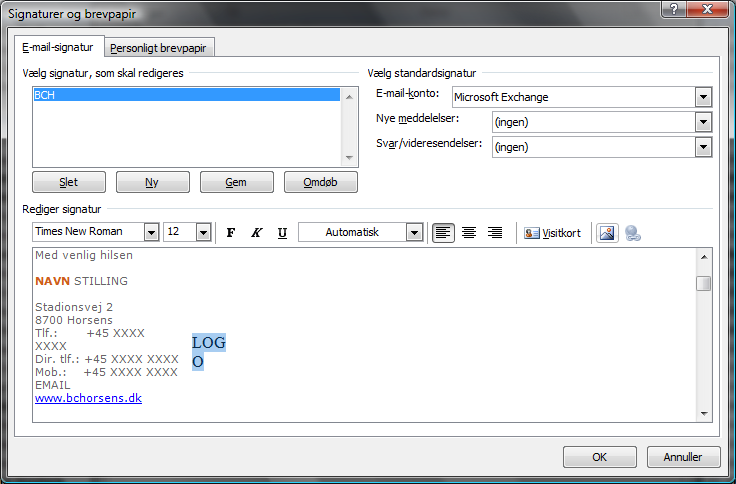 Signaturer og brevpapir
E-mail-signatur
Personligt brevpapir
Vælg signatur, som skal redigeres
BCH
Slet
Ny
Gem
Omdøb
Vælg standardsignatur
E-mail-konto:
Microsoft Exchange
Nye meddelelser:
(ingen)
Svar/videresendelser:
(ingen)
Rediger signatur
Times New Roman
12
F
K
U
Automatisk
Visitkort
Med venlig hilsen
NAVN STILLING
Stadionsvej 2
8700 Horsens
Tlf.: +45 XXXX
XXXX
Dir. tlf.: +45 XXXX XXXX
Mob.: +45 XXXX XXXX
EMAIL
www.bchorsens.dk
LOG
O
OK
Annuller